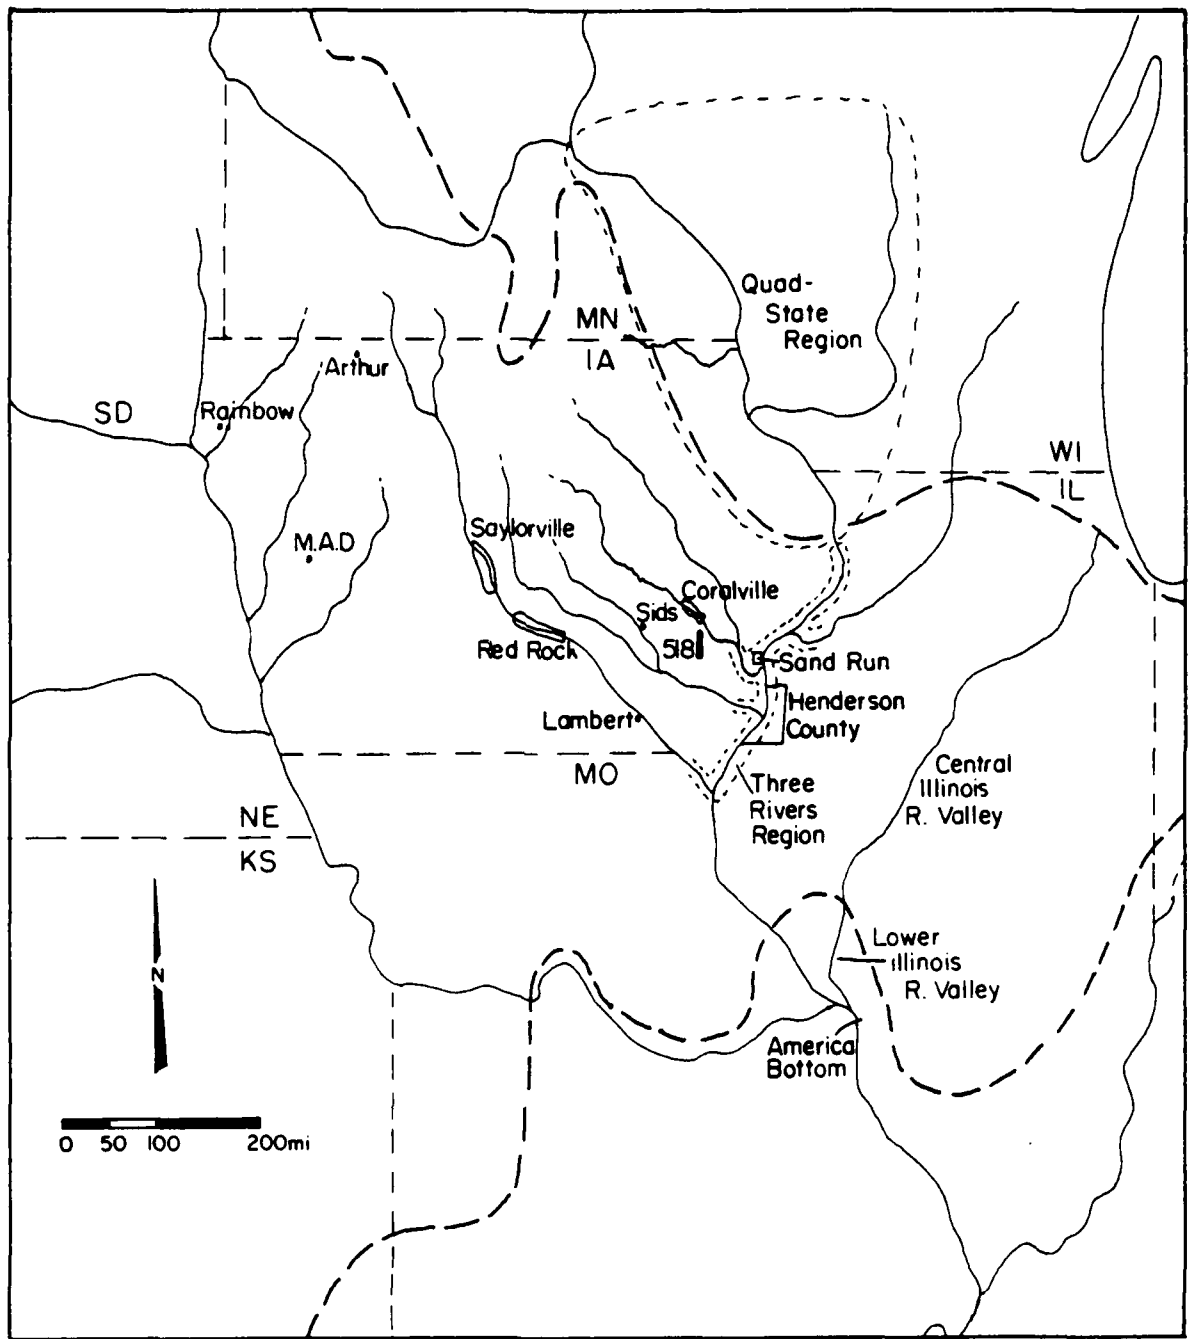 Quad-
State
Region
MN
IA
Arthur
SD
Rainbow
WI
IL
Saylorville
M.A.D
Coralville
Sids
518
Red Rock
Sand Run
Henderson
County
Lambert
MO
Central
Illinois
R. Valley
Three
Rivers
Region
NE
KS
N
Lower
Illinois
R. Valley
America
Bottom
0 50 100 200mi